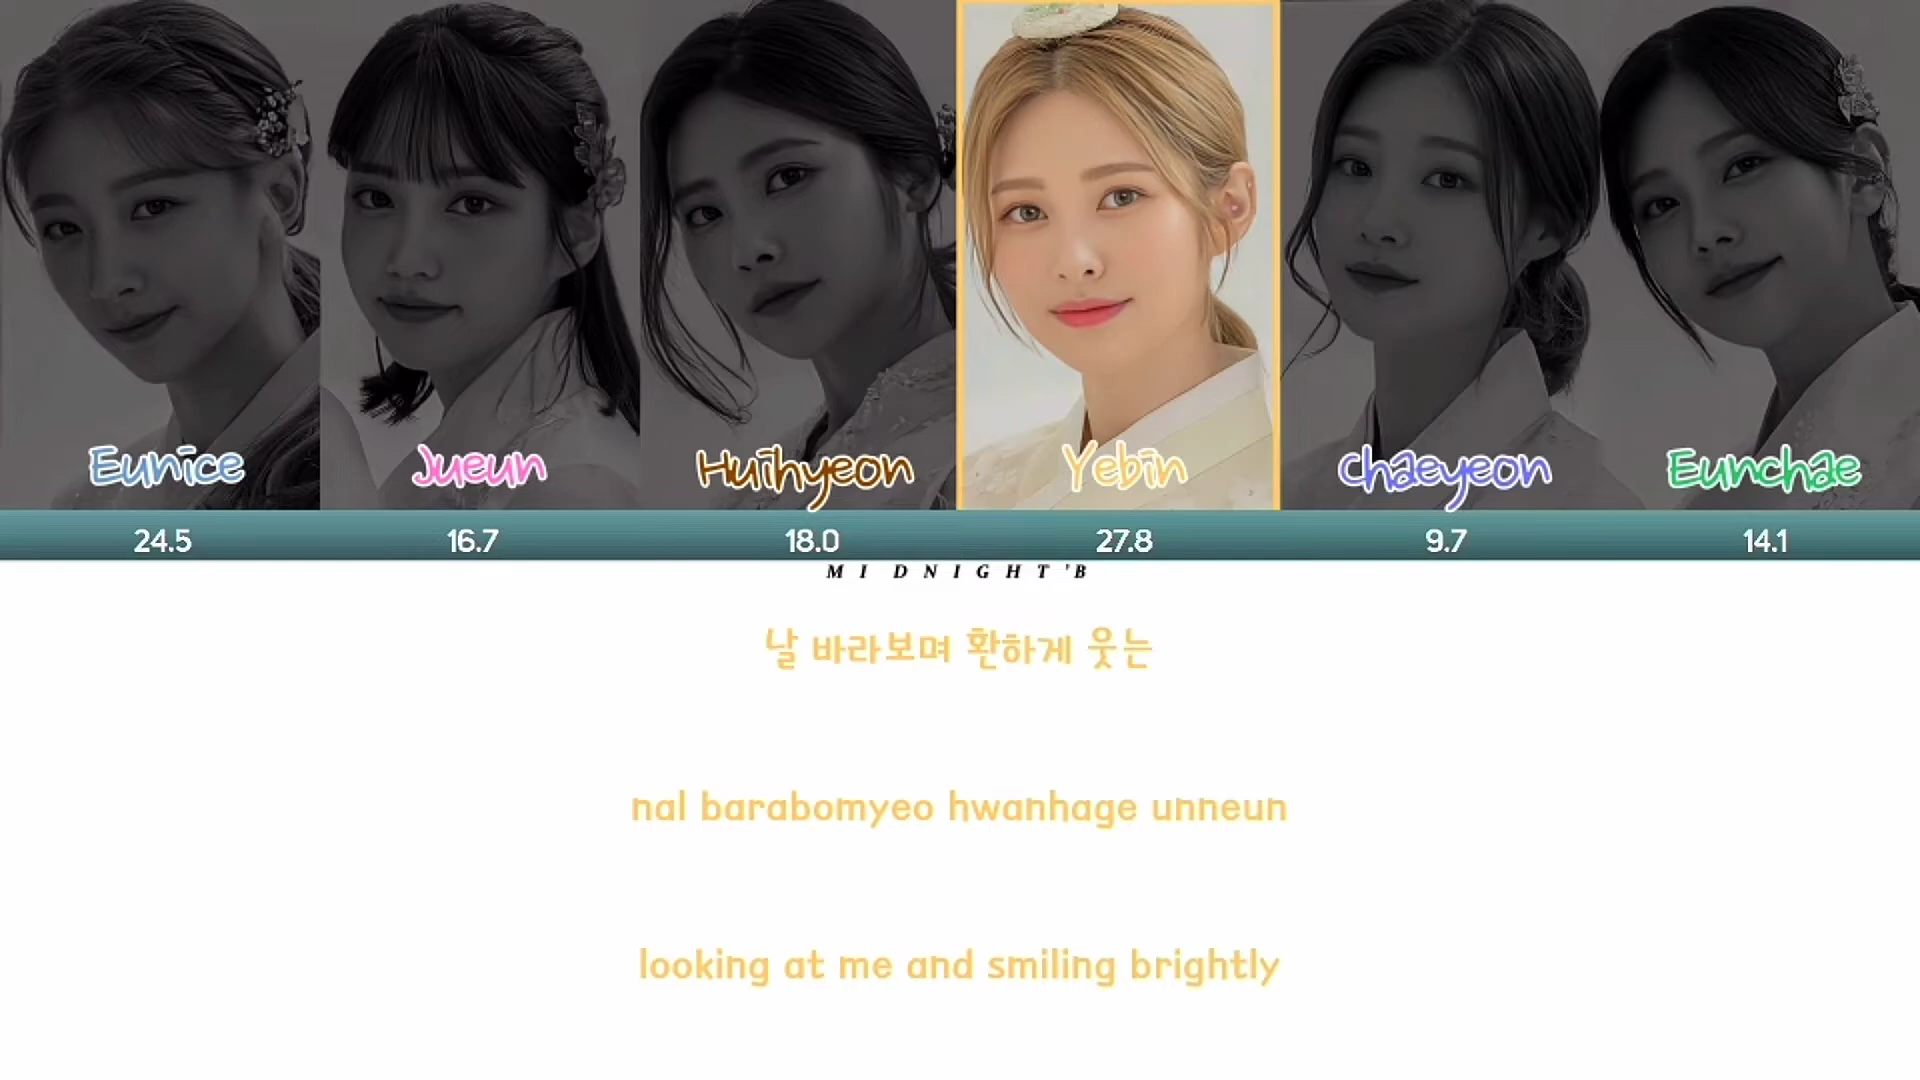 Eunice Jueun Huihyeon Yebin Chaeyeon Eunchae
24.5 16.7 18.0 27.8 9.7 14.1
MIDNIGHT'B
날 바라보며 환하게 웃는
nal barabomyeo hwanhage unneun
looking at me and smiling brightly